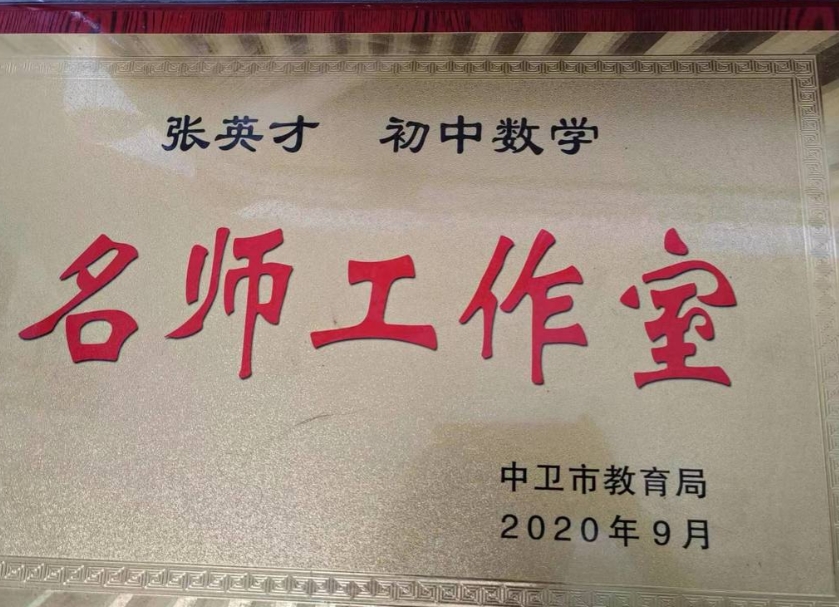 张英才 初中数学
名师工作室
中卫市教育局
2020年9月